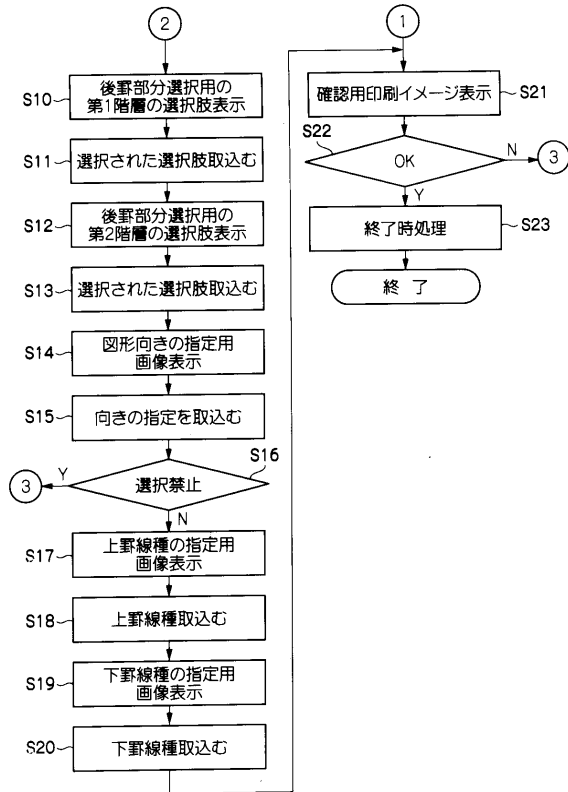 2
S10
後罫部分選択用の
第1階層の選択肢表示
S11
選択された選択肢取込む
S12
後罫部分選択用の
第2階層の選択肢表示
S13
選択された選択肢取込む
S14
図形向きの指定用
画像表示
S15
向きの指定を取込む
S16
選択禁止
Y
3
N
S17
上罫線種の指定用
画像表示
S18
上罫線種取込む
S19
下罫線種の指定用
画像表示
S20
下罫線種取込む
1
確認用印刷イメージ表示
S21
S22
OK
N
3
Y
終了時処理
S23
終 了